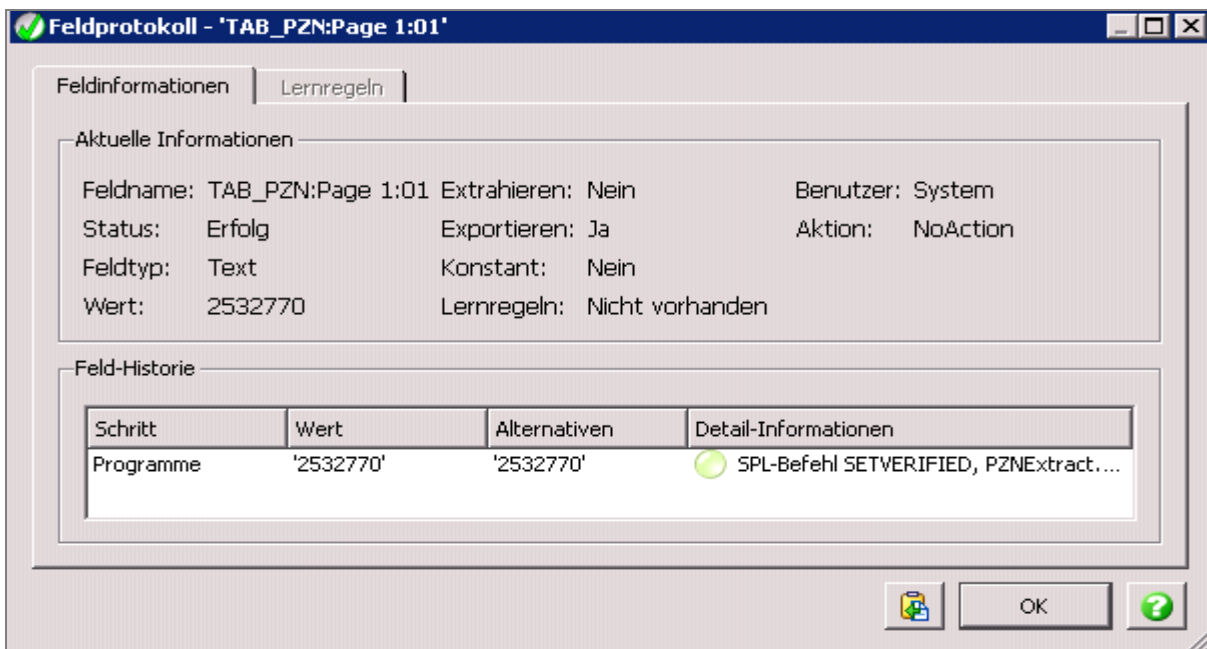 Feldprotokoll - 'TAB_PZN:Page 1:01'
Feldinformationen Lernregeln
Aktuelle Informationen
Feldname: TAB_PZN:Page 1:01 Extrahieren: Nein Benutzer: System
Status: Erfolg Exportieren: Ja Aktion: NoAction
Feldtyp: Text Konstant: Nein
Wert: 2532770 Lernregeln: Nicht vorhanden
Feld-Historie
Schritt Wert Alternativen Detail-Informationen
Programme '2532770' '2532770' SPL-Befehl SETVERIFIED, PZNExtract....
OK